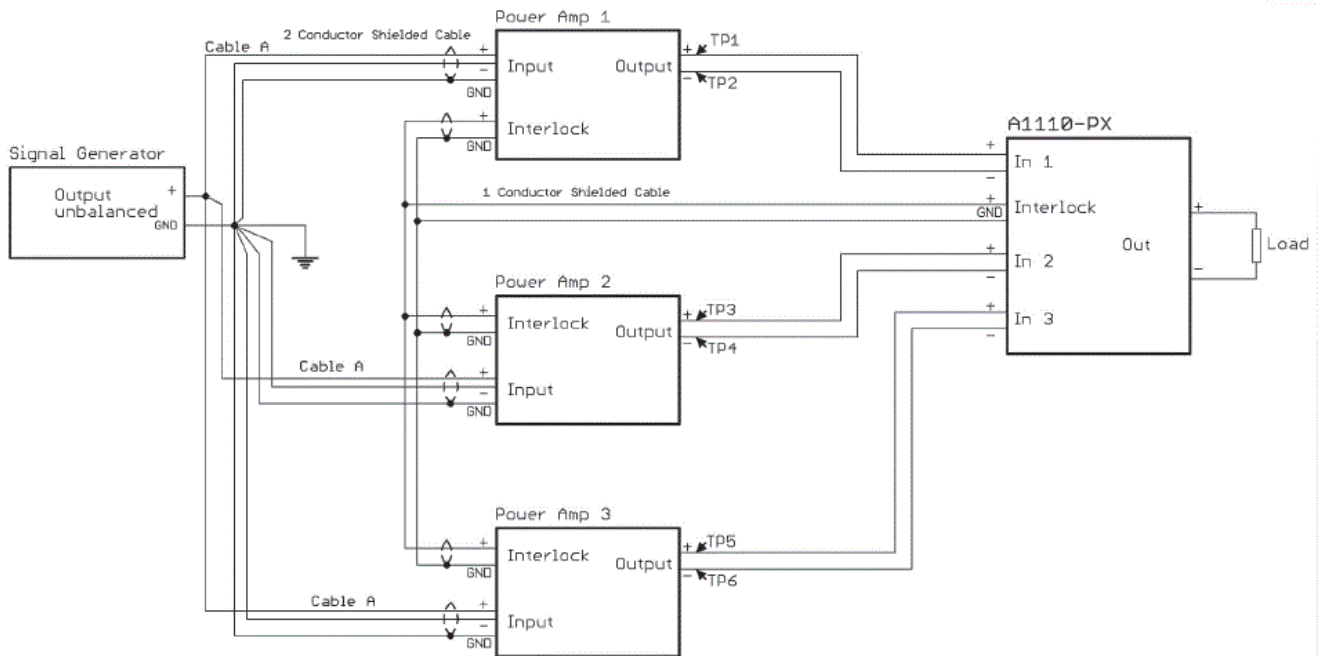 Power Amp 1
Cable A
2 Conductor Shielded Cable
+
Input
-
GND
Output
+
TP1
-
TP2
+
Interlock
GND
A1110-PX
+
In 1
-
+
Interlock
GND
+
In 2
-
+
In 3
-
Out
+
-
Load
Signal Generator
Output
unbalanced
+
GND
1 Conductor Shielded Cable
Power Amp 2
+
Interlock
GND
Output
+
TP3
-
TP4
Cable A
+
Input
-
GND
Power Amp 3
+
Interlock
GND
Output
+
TP5
-
TP6
Cable A
+
Input
-
GND